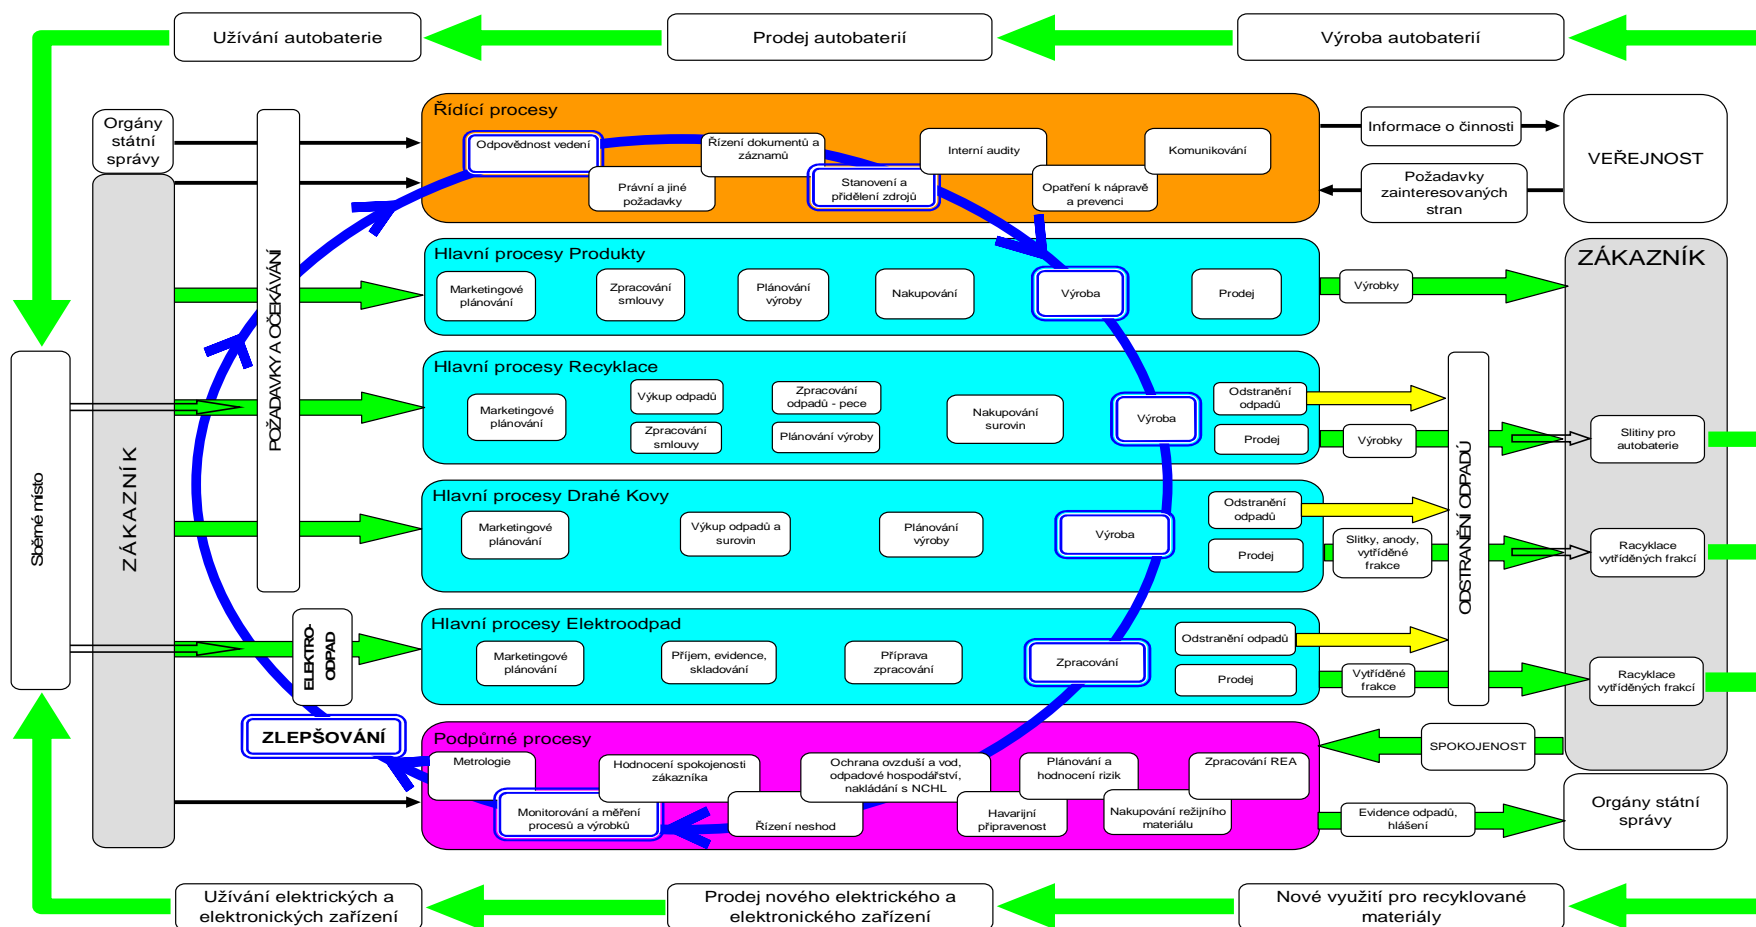 Užívání autobaterie
Prodej autobaterií
Výroba autobaterií
Orgány
státní
správy
ZÁKAZNÍK
Sběrné místo
POŽADAVKY A OČEKÁVÁNÍ
ELEKTRO-
ODPAD
ZLEPŠOVÁNÍ
Řídící procesy
Odpovědnost vedení
Právní a jiné
požadavky
Řízení dokumentů a
záznamů
Stanovení a
přidělení zdrojů
Interní audity
Opatření k nápravě
a prevenci
Komunikování
Informace o činnosti
Požadavky
zainteresovaných
stran
VEŘEJNOST
Hlavní procesy Produkty
Marketingové
plánování
Zpracování
smlouvy
Plánování
výroby
Nakupování
Výroba
Prodej
Výrobky
ZÁKAZNÍK
Hlavní procesy Recyklace
Marketingové
plánování
Výkup odpadů
Zpracování
smlouvy
Zpracování
odpadů - pece
Plánování výroby
Nakupování
surovin
Výroba
Odstranění
odpadů
Prodej
Výrobky
ODSTRANĚNÍ ODPADŮ
Slitiny pro
autobaterie
Hlavní procesy Drahé Kovy
Marketingové
plánování
Výkup odpadů a
surovin
Plánování
výroby
Výroba
Odstranění
odpadů
Prodej
Slitky, anody,
vytříděné
frakce
Racyklace
vytříděných frakcí
Hlavní procesy Elektroodpad
Marketingové
plánování
Příjem, evidence,
skladování
Příprava
zpracování
Zpracování
Odstranění odpadů
Prodej
Vytříděné
frakce
Racyklace
vytříděných frakcí
Podpůrné procesy
Metrologie
Monitorování a měření
procesů a výrobků
Hodnocení spokojenosti
zákazníka
Řízení neshod
Ochrana ovzduší a vod,
odpadové hospodářství,
nakládání s NCHL
Havarijní
připravenost
Plánování a
hodnocení rizik
Nakupování režijního
materiálu
Zpracování REA
SPOKOJENOST
Evidence odpadů,
hlášení
Orgány státní
správy
Užívání elektrických a
elektronických zařízení
Prodej nového elektrického a
elektronického zařízení
Nové využití pro recyklované
materiály